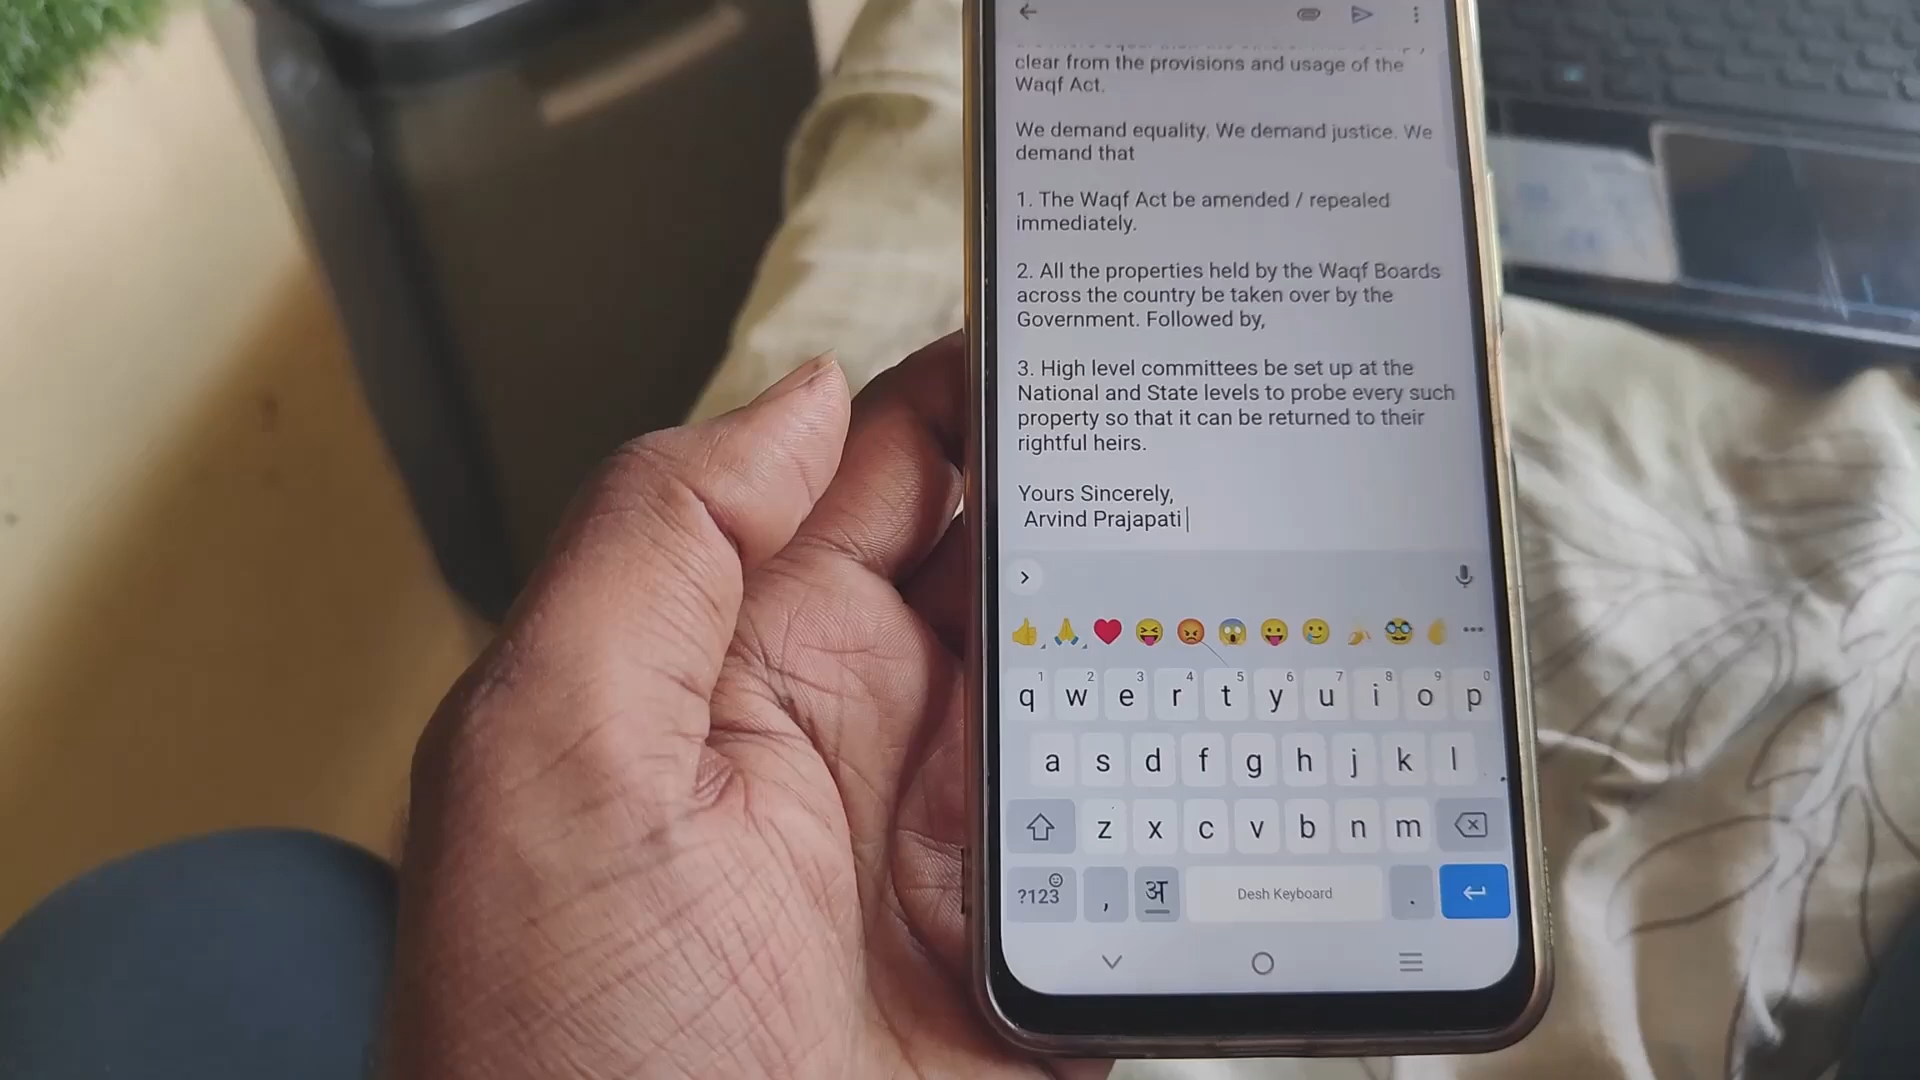 clear from the provisions and usage of the
Waqf Act.
We demand equality. We demand justice. We
demand that
1. The Waqf Act be amended / repealed
immediately.
2. All the properties held by the Waqf Boards
across the country be taken over by the
Government. Followed by,
3. High level committees be set up at the
National and State levels to probe every such
property so that it can be returned to their
rightful heirs.
Yours Sincerely,
Arvind Prajapati
1 2 3 4 5 6 7 8 9 0
q w e r t y u i o p
a s d f g h j k l
z x c v b n m
?123 , अ Desh Keyboard .